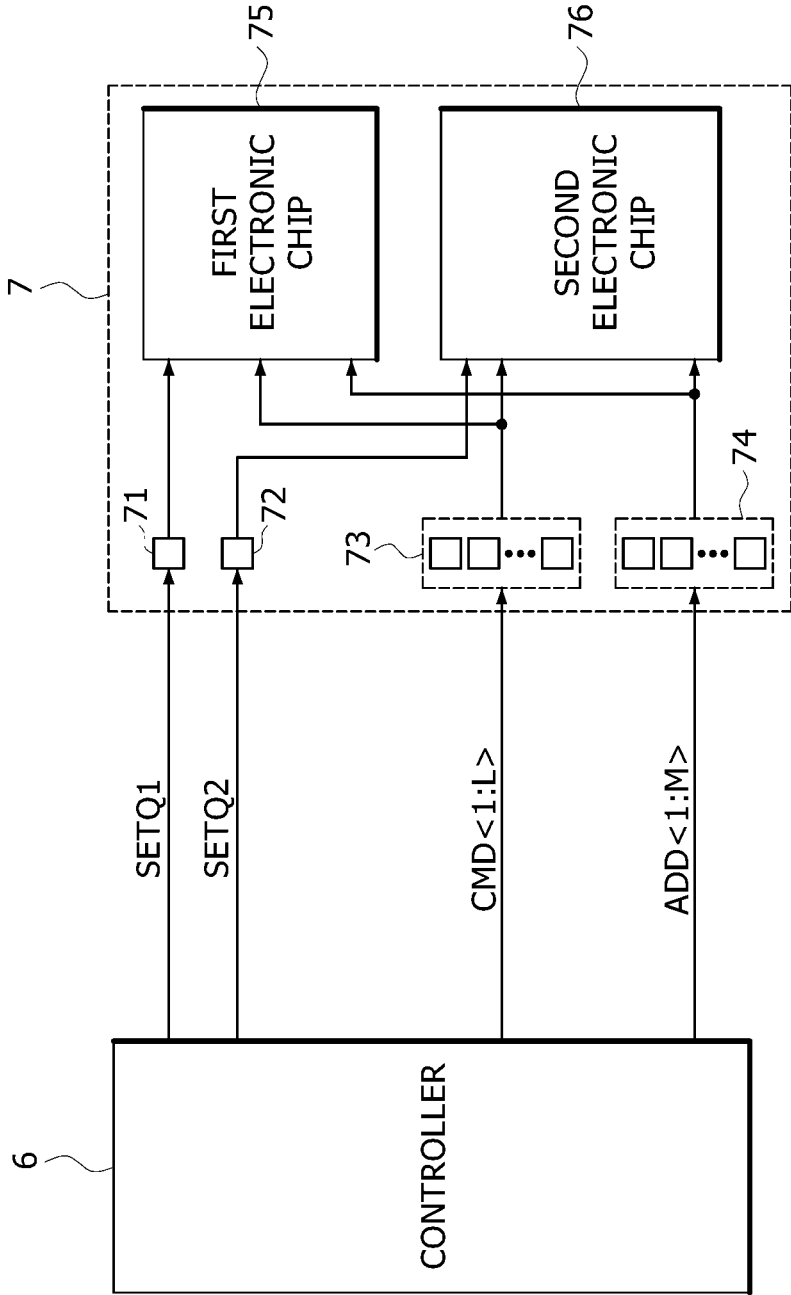 6
CONTROLLER
SETQ1
SETQ2
CMD<1:L>
ADD<1:M>
7
71
72
73
74
FIRST
ELECTRONIC
CHIP
75
SECOND
ELECTRONIC
CHIP
76